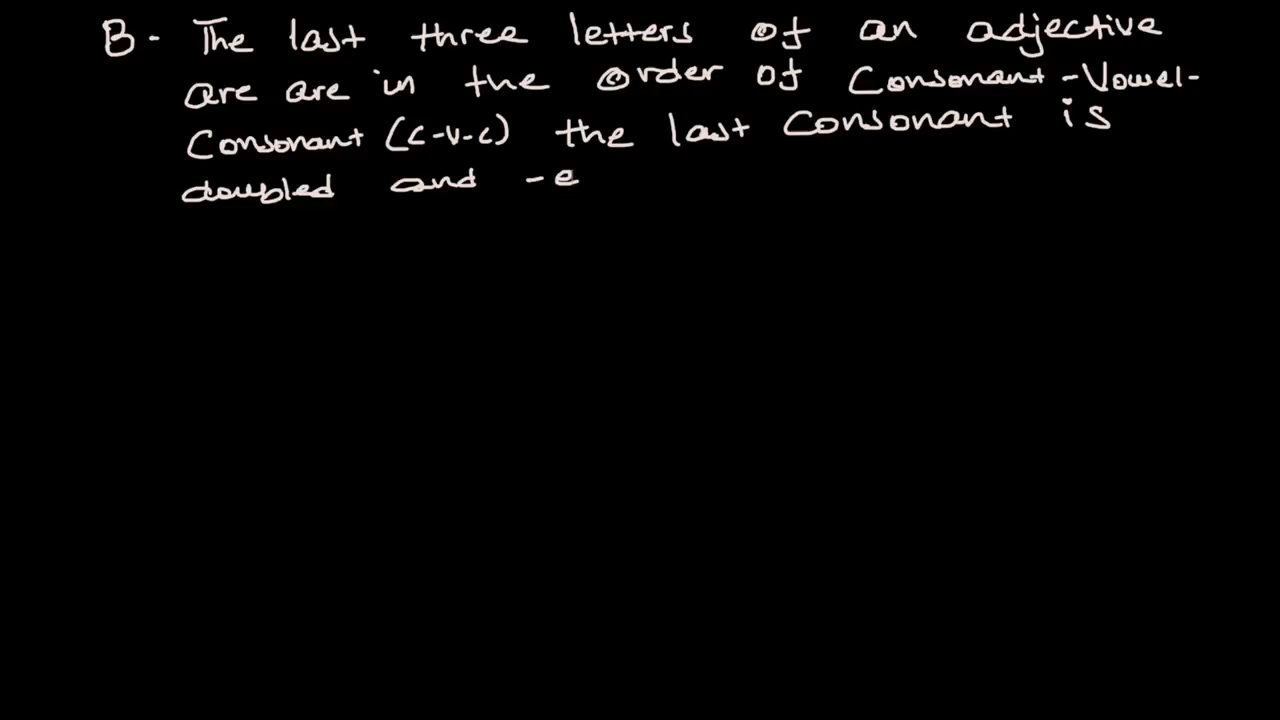 B- The last three letters of an adjective
are are in the order of Consonant-Vowel-
Consonant (C-V-C) the last Consonant is
doubled and -e